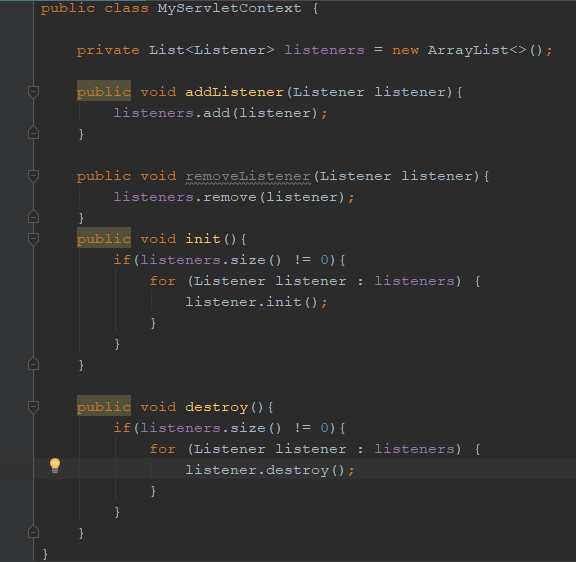 public class MyServletContext {
private List<Listener> listeners = new ArrayList<>();
public void addListener(Listener listener){
listeners.add(listener);
}
public void removeListener(Listener listener){
listeners.remove(listener);
}
public void init(){
if(listeners.size() != 0){
for (Listener listener : listeners) {
listener.init();
}
}
}
public void destroy(){
if(listeners.size() != 0){
for (Listener listener : listeners) {
listener.destroy();
}
}
}
}